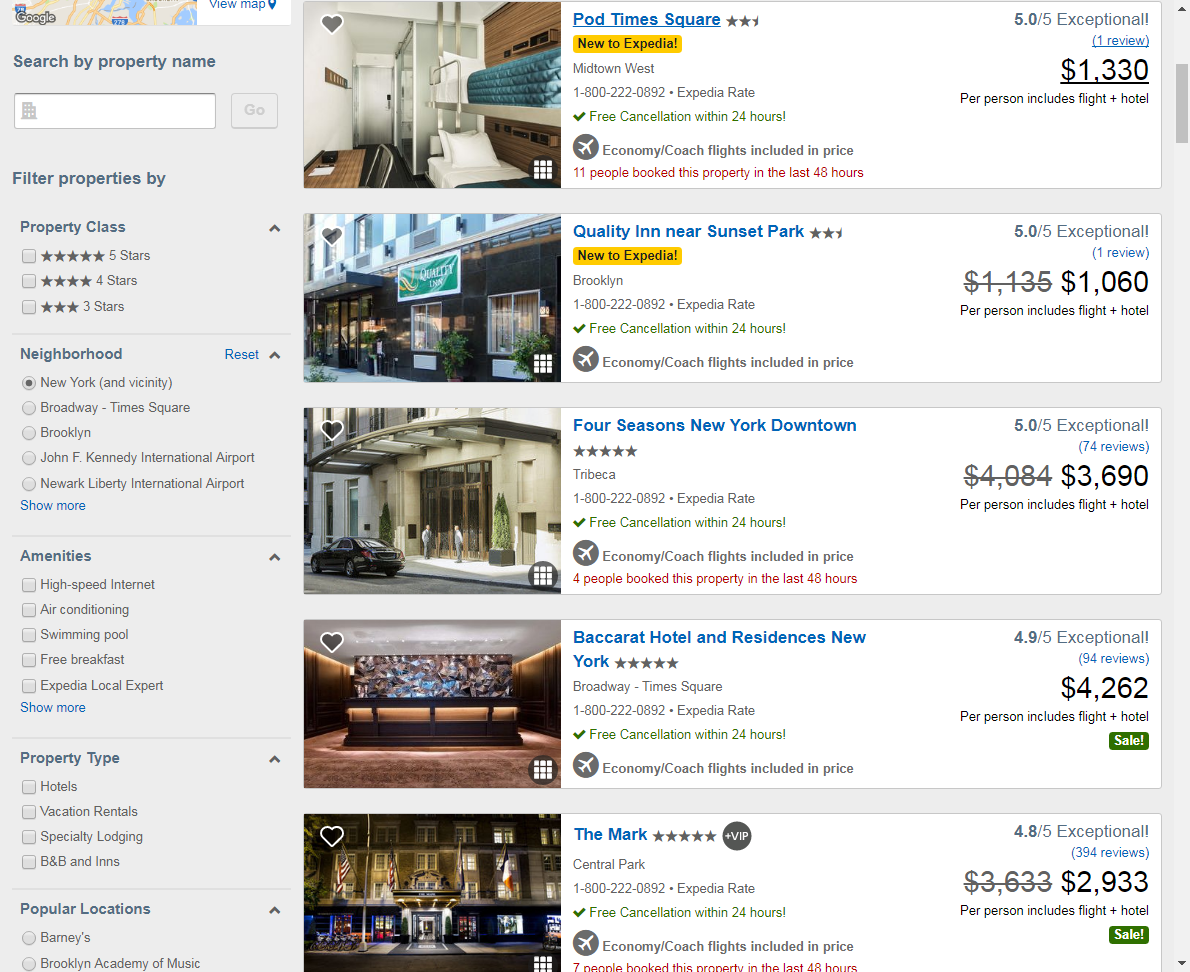 Google
278
View map
Search by property name
Go
Filter properties by
Property Class
5 Stars
4 Stars
3 Stars
Neighborhood
Reset
New York (and vicinity)
Broadway - Times Square
Brooklyn
John F. Kennedy International Airport
Newark Liberty International Airport
Show more
Amenities
High-speed Internet
Air conditioning
Swimming pool
Free breakfast
Expedia Local Expert
Show more
Property Type
Hotels
Vacation Rentals
Specialty Lodging
B&B and Inns
Popular Locations
Barney's
Brooklyn Academy of Music
Pod Times Square
New to Expedia!
Midtown West
1-800-222-0892 • Expedia Rate
Free Cancellation within 24 hours!
Economy/Coach flights included in price
11 people booked this property in the last 48 hours
5.0/5 Exceptional!
(1 review)
$1,330
Per person includes flight + hotel
QUALITY
INN
Quality Inn near Sunset Park
New to Expedia!
Brooklyn
1-800-222-0892 • Expedia Rate
Free Cancellation within 24 hours!
Economy/Coach flights included in price
5.0/5 Exceptional!
(1 review)
$1,135 $1,060
Per person includes flight + hotel
Four Seasons New York Downtown
Tribeca
1-800-222-0892 • Expedia Rate
Free Cancellation within 24 hours!
Economy/Coach flights included in price
4 people booked this property in the last 48 hours
5.0/5 Exceptional!
(74 reviews)
$4,084 $3,690
Per person includes flight + hotel
Baccarat Hotel and Residences New
York
Broadway - Times Square
1-800-222-0892 • Expedia Rate
Free Cancellation within 24 hours!
Economy/Coach flights included in price
4.9/5 Exceptional!
(94 reviews)
$4,262
Per person includes flight + hotel
Sale!
The Mark +VIP
Central Park
1-800-222-0892 • Expedia Rate
Free Cancellation within 24 hours!
Economy/Coach flights included in price
7 people booked this property in the last 48 hours
4.8/5 Exceptional!
(394 reviews)
$3,633 $2,933
Per person includes flight + hotel
Sale!